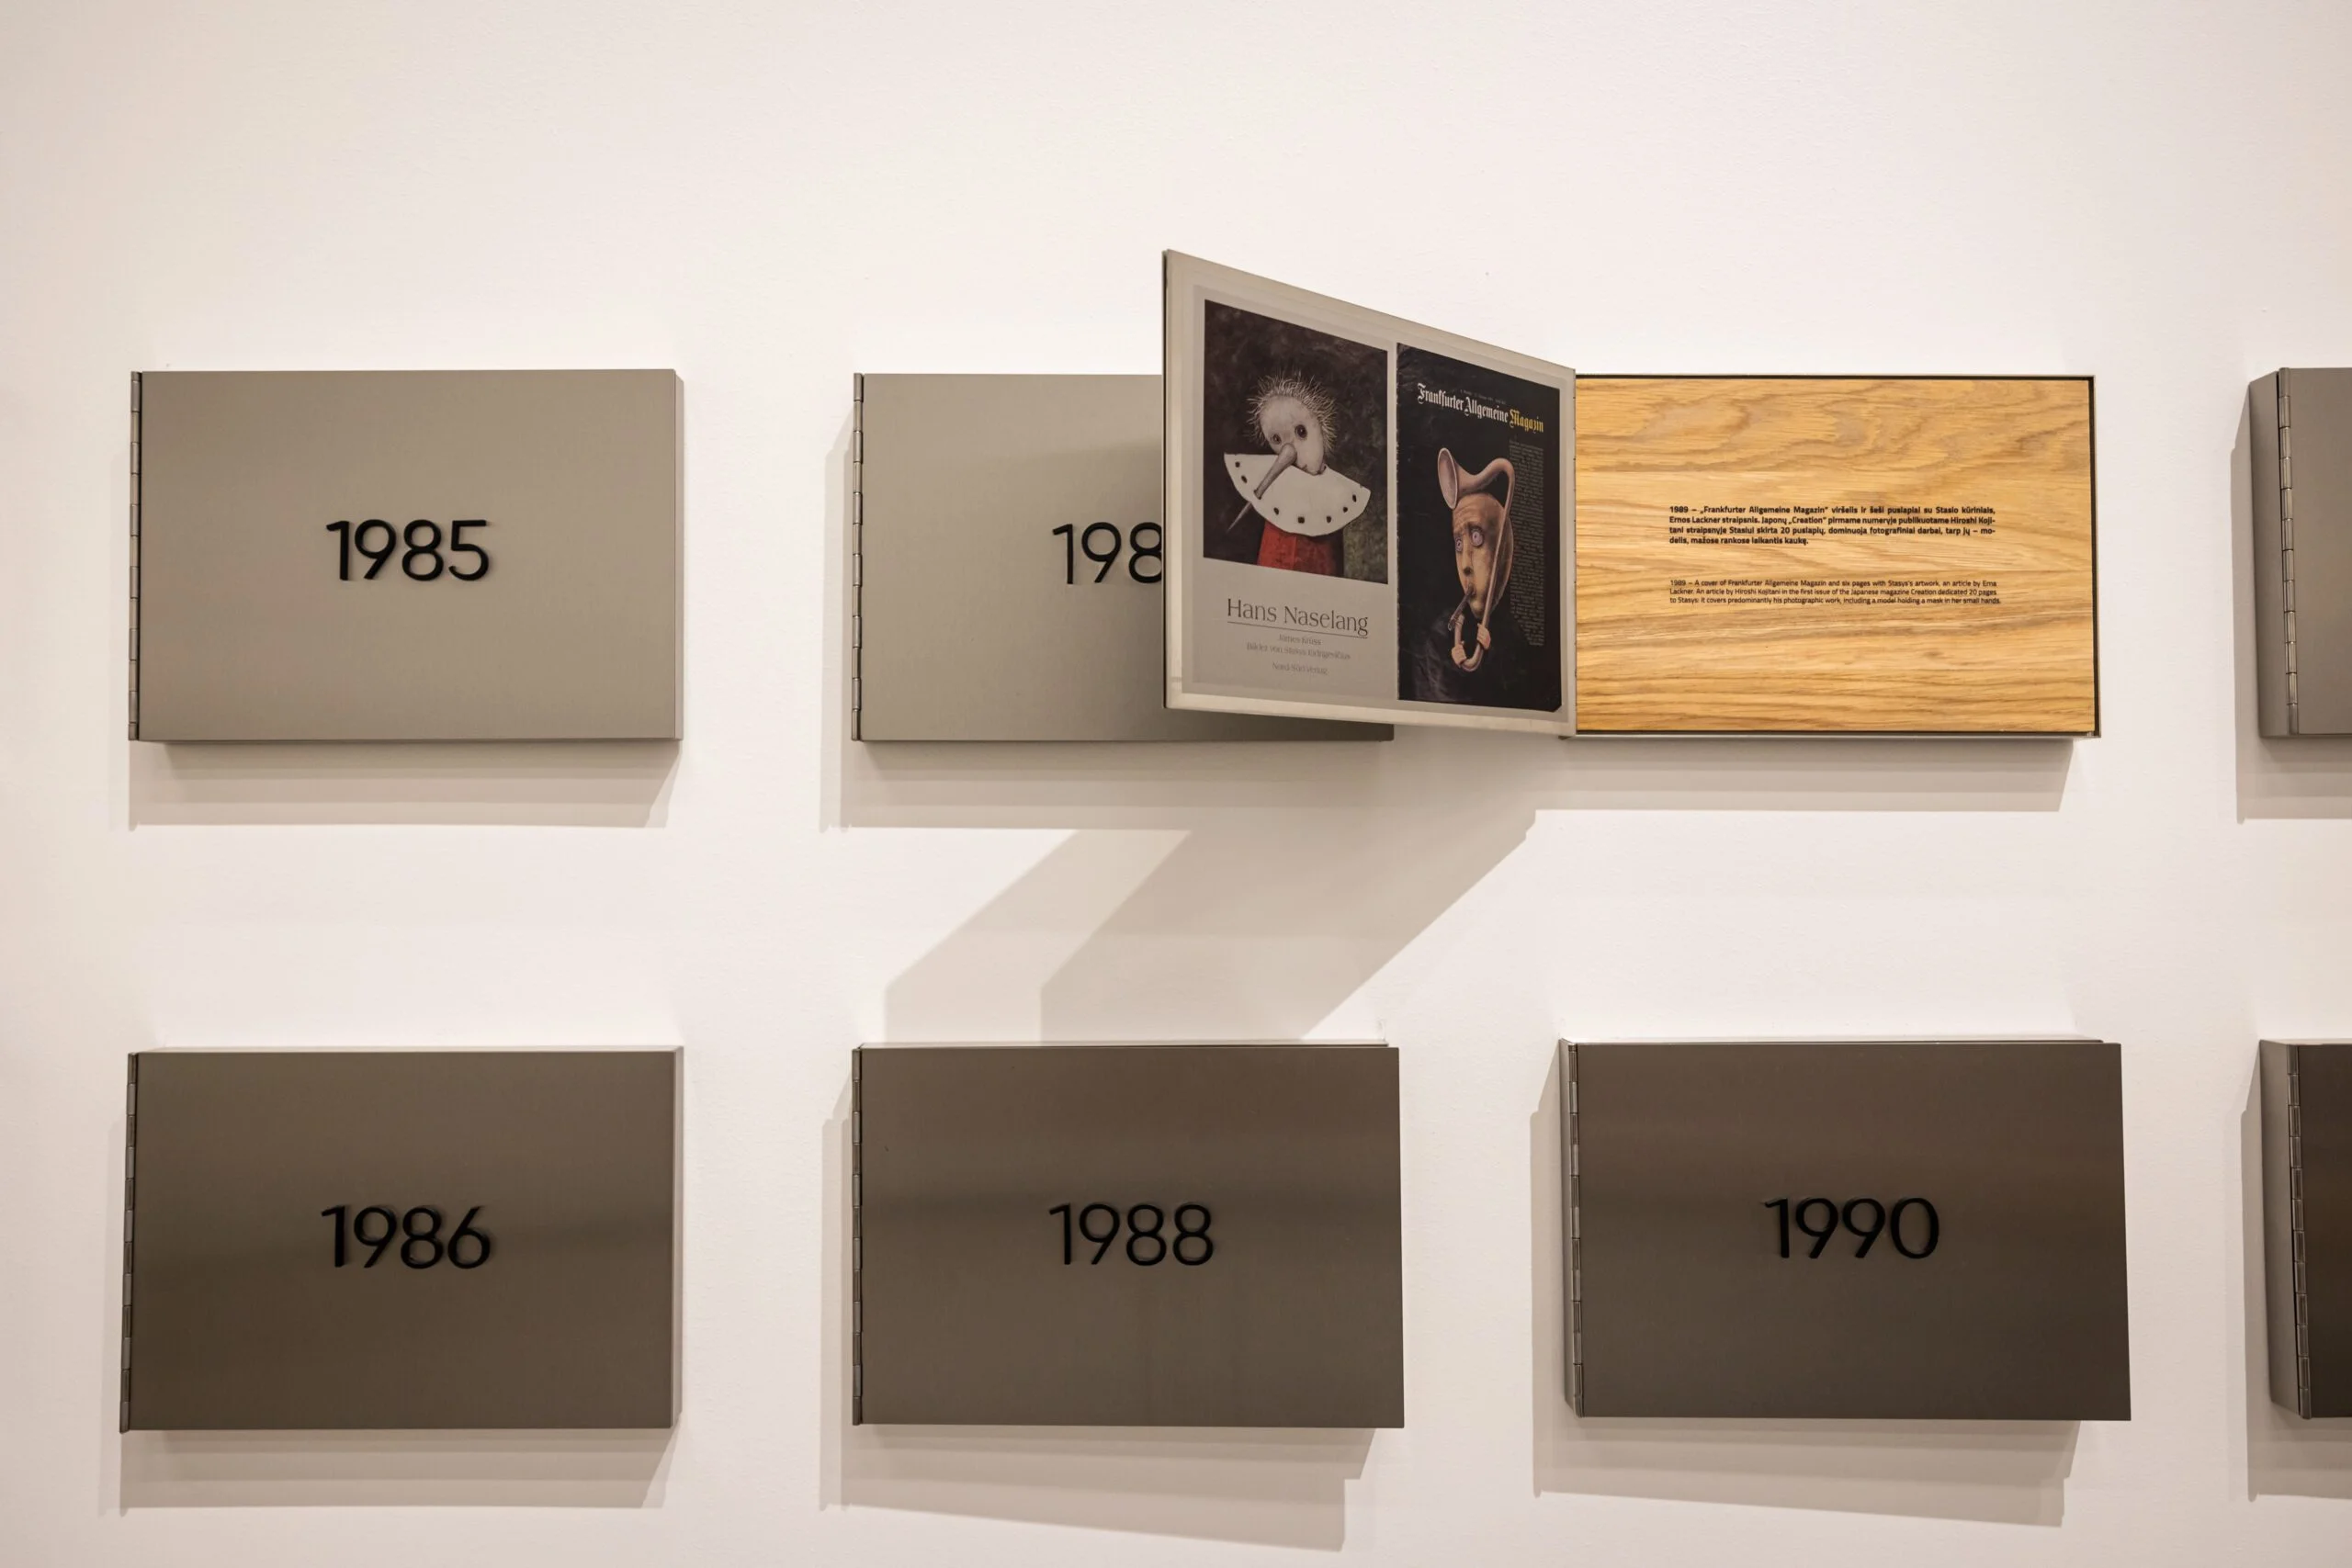 1985
198
Hans Naselang
Frankfurter Allgemeine Magazin
1989 – „Frankfurter Allgemeine Magazin“ viršelis ir šeši puslapiai su Stasio kūriniais,
Ernos Lackner straipsnis. Japonų „Creation“ pirmame numeryje publikuotame Hiroshi Koji-
tani straipsnyje Stasiui skirta 20 puslapių, dominuoja fotografiniai darbai, tarp jų – mo-
delis, mažose rankose laikantis kaukę.
1989 – A cover of Frankfurter Allgemeine Magazin and six pages with Stasys's artwork, an article by Erna
Lackner. An article by Hiroshi Kojitani in the first issue of the Japanese magazine Creation dedicated 20 pages
to Stasys: it covers predominantly his photographic work, including a model holding a mask in her small hands.
1986
1988
1990